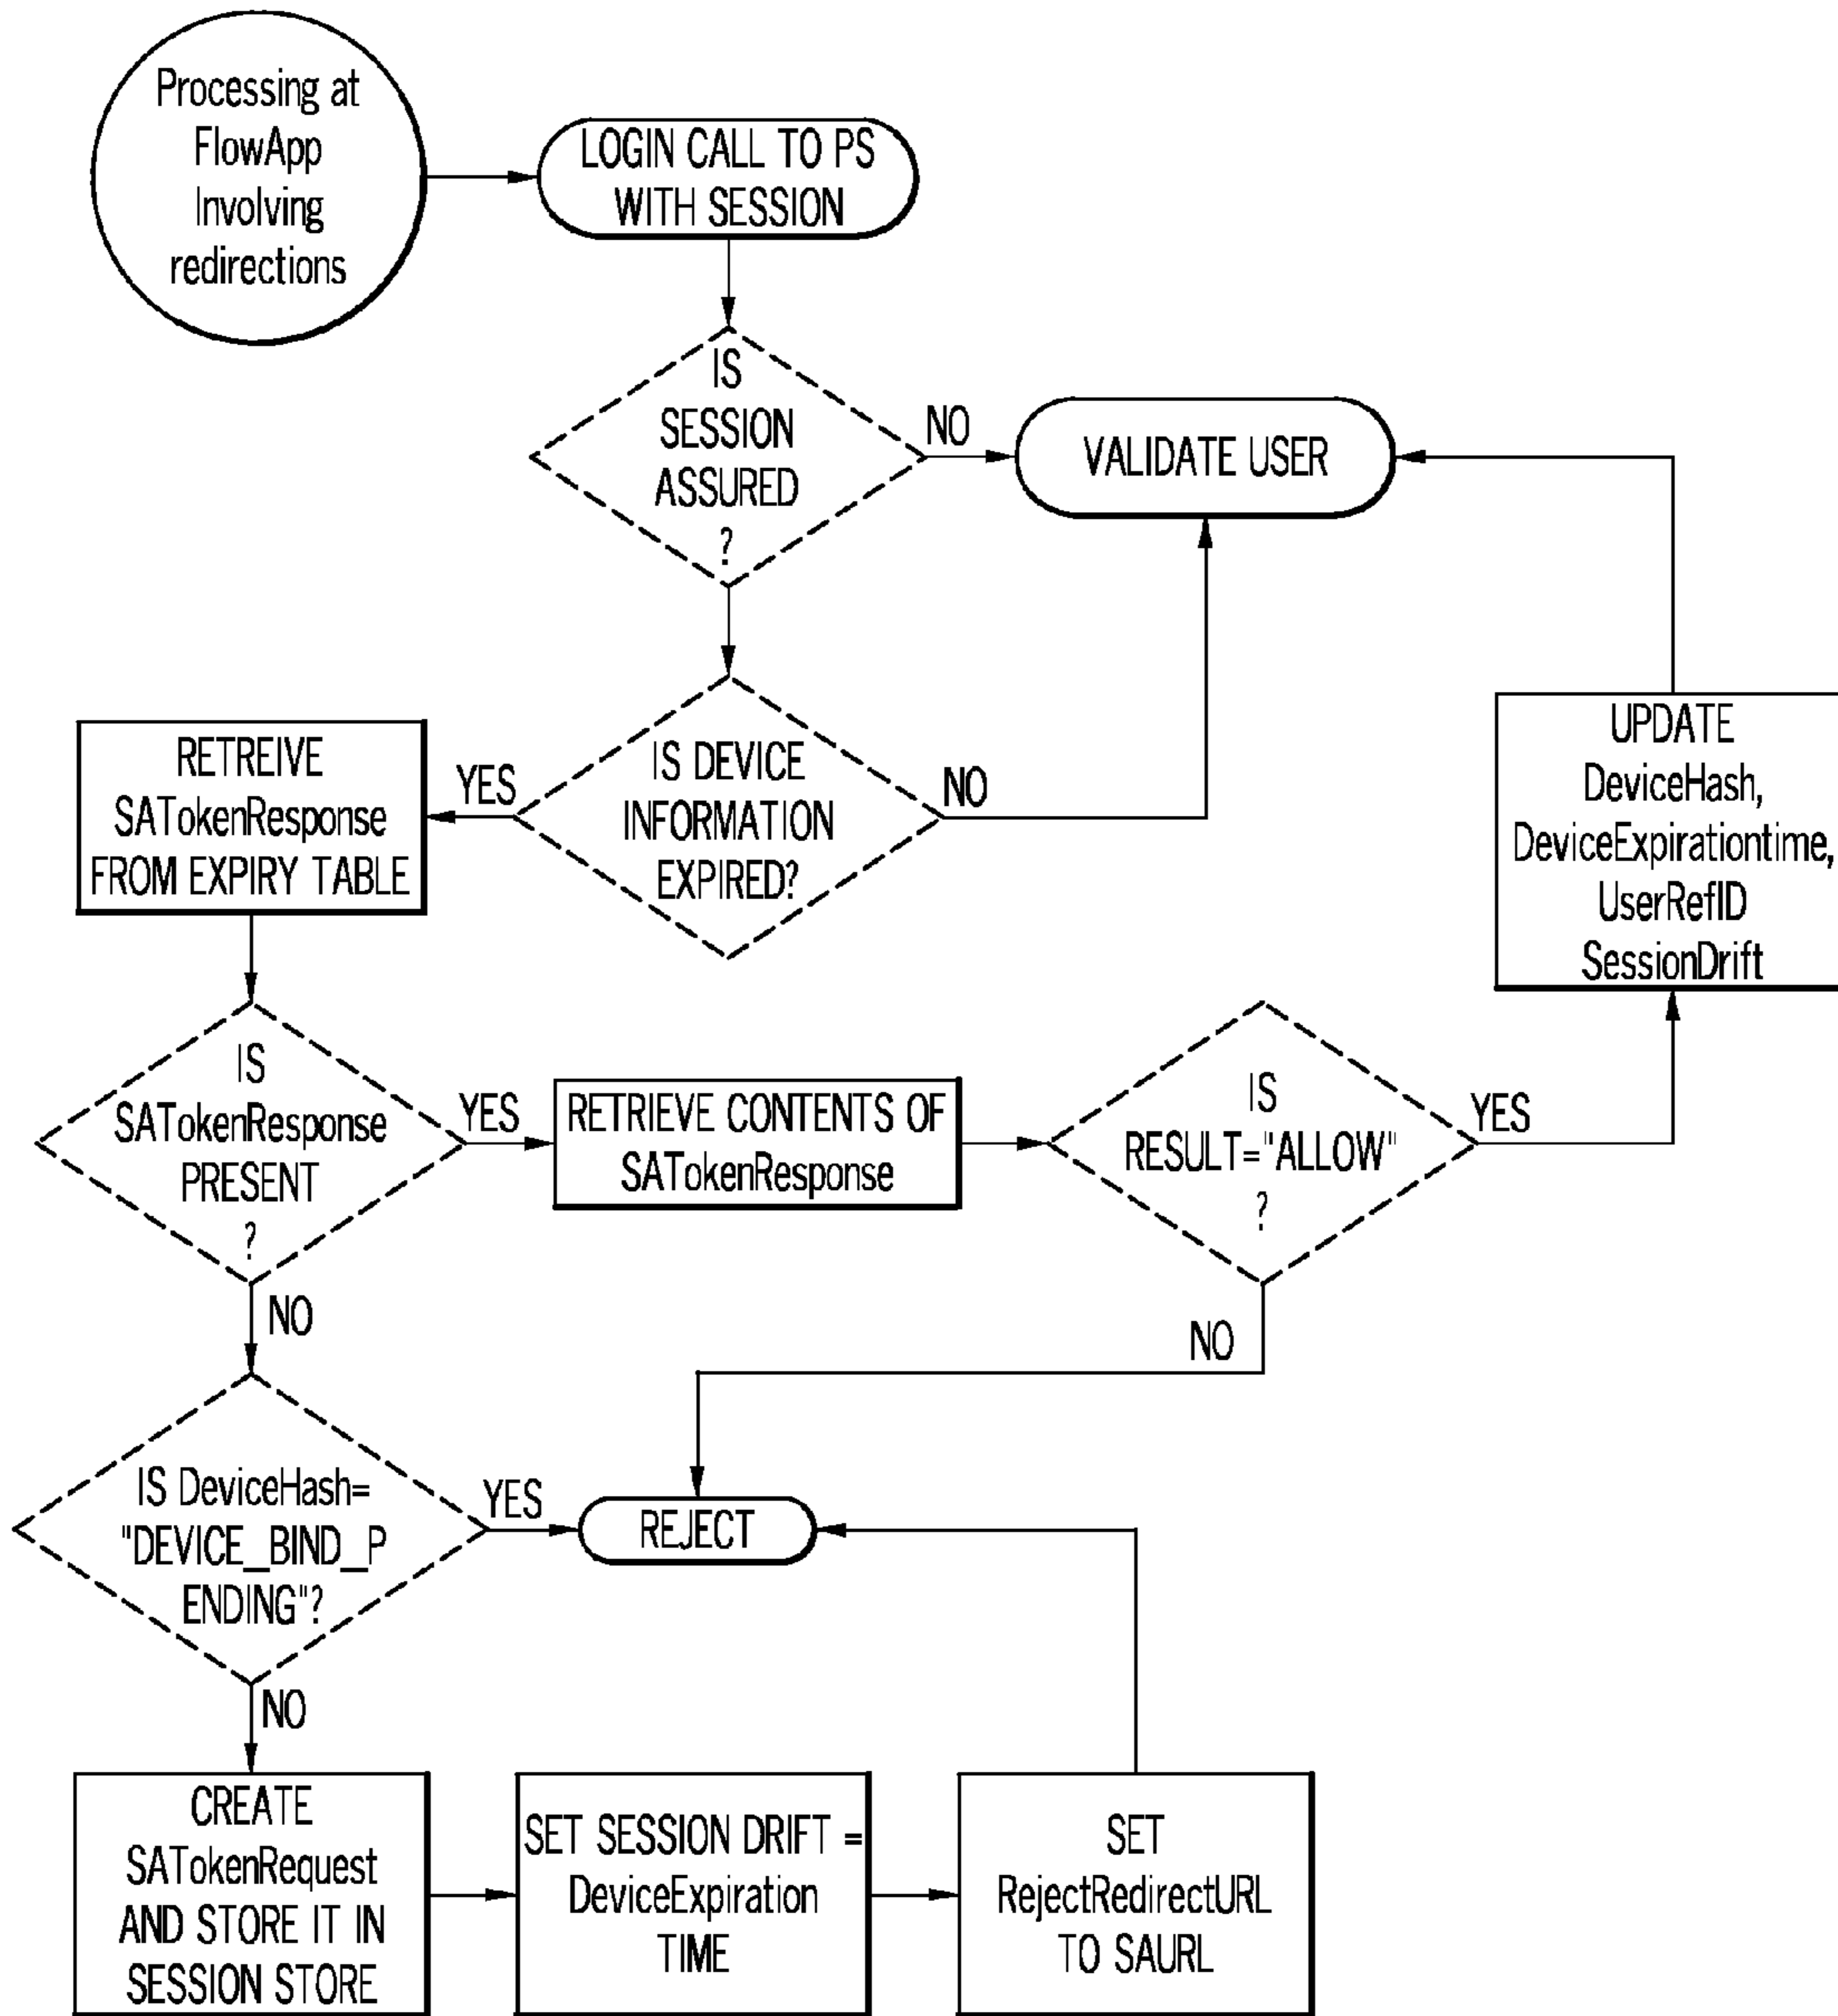 Processing at
FlowApp
Involving
redirections
LOGIN CALL TO PS
WITH SESSION
IS
SESSION
ASSURED
?
NO
VALIDATE USER
RETREIVE
SATokenResponse
FROM EXPIRY TABLE
YES
IS DEVICE
INFORMATION
EXPIRED?
NO
UPDATE
DeviceHash,
DeviceExpirationtime,
UserRefID
SessionDrift
IS
SATokenResponse
PRESENT
?
YES
RETRIEVE CONTENTS OF
SATokenResponse
IS
RESULT="ALLOW"
?
YES
NO
NO
IS DeviceHash=
"DEVICE_BIND_P
ENDING"?
YES
REJECT
NO
CREATE
SATokenRequest
AND STORE IT IN
SESSION STORE
SET SESSION DRIFT =
DeviceExpiration
TIME
SET
RejectRedirectURL
TO SAURL